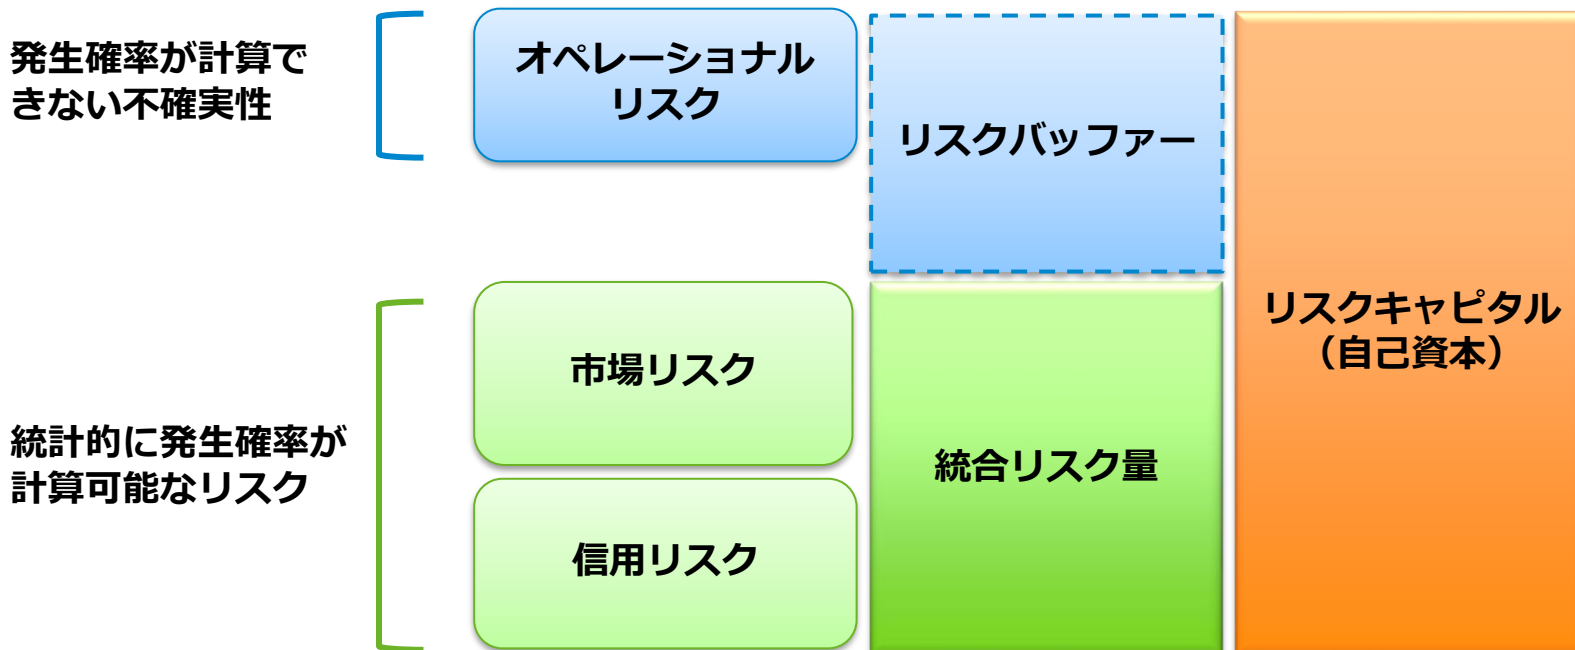 発生確率が計算で
きない不確実性
オペレーショナル
リスク
リスクバッファー
リスクキャピタル
（自己資本）
統計的に発生確率が
計算可能なリスク
市場リスク
信用リスク
統合リスク量